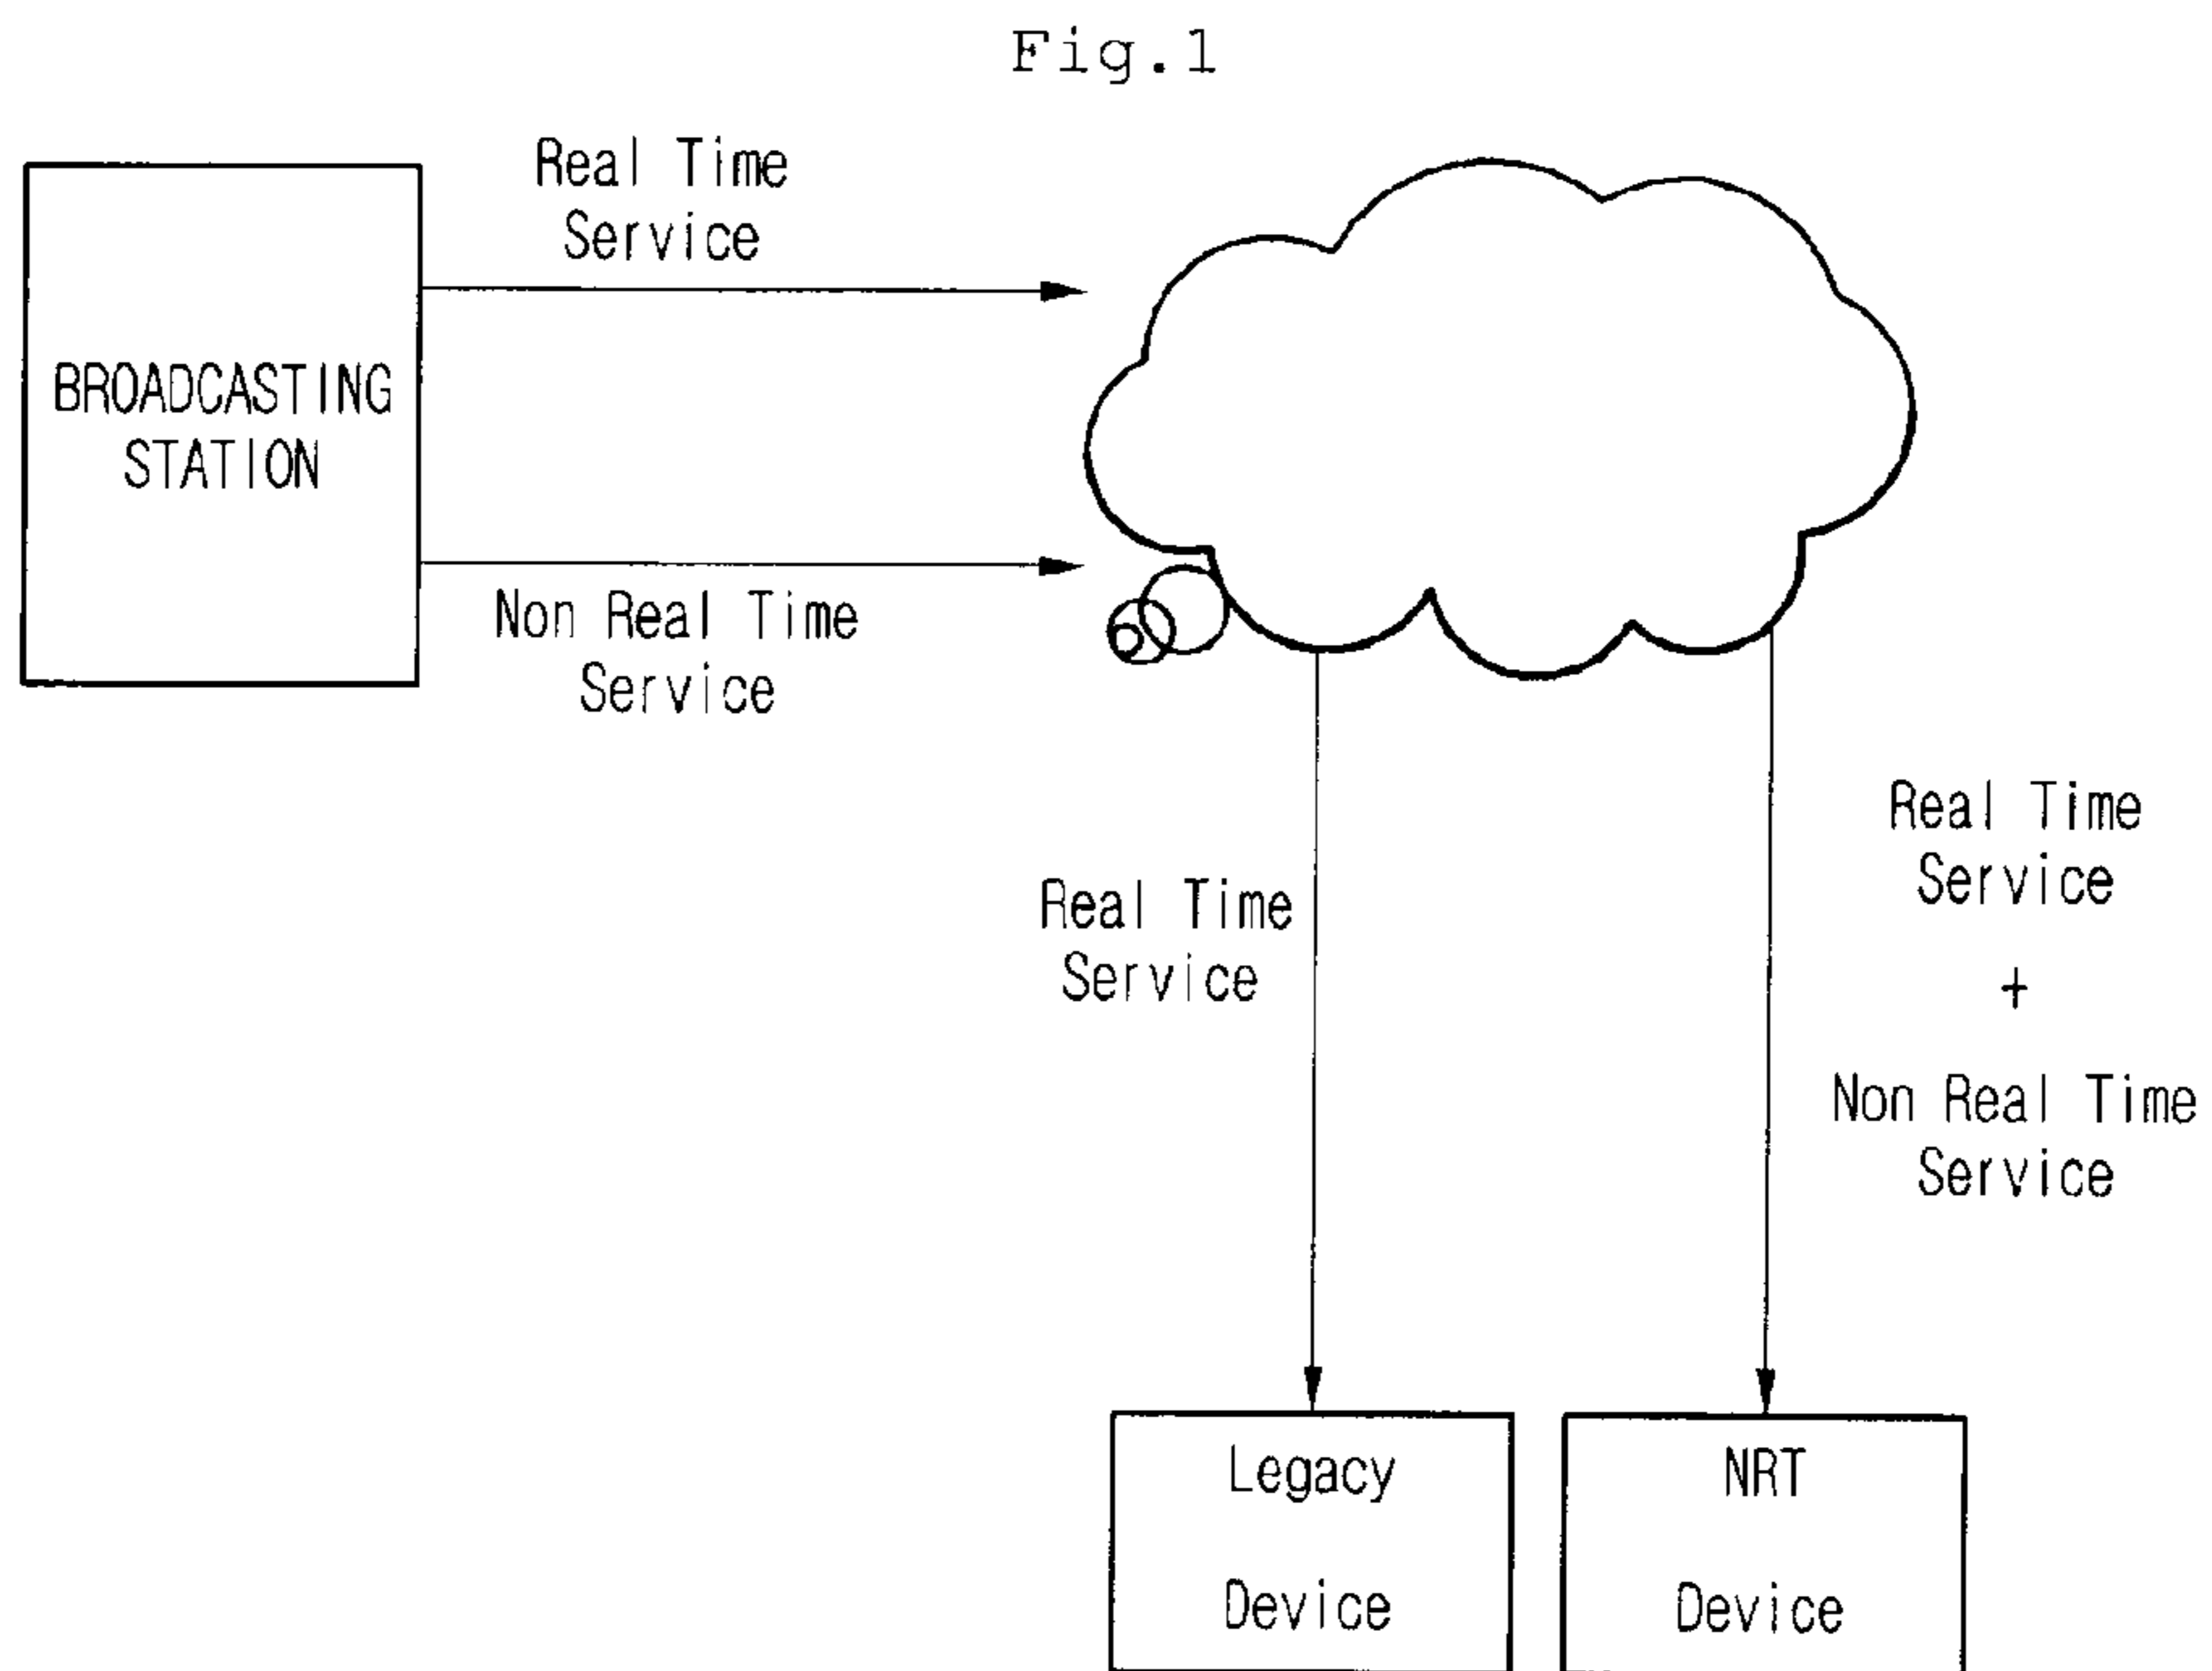 Fig.1
Real Time
Service
BROADCASTING
STATION
Non Real Time
Service
Real Time
Service
Real Time
Service
+
Non Real Time
Service
Legacy
Device
NRT
Device